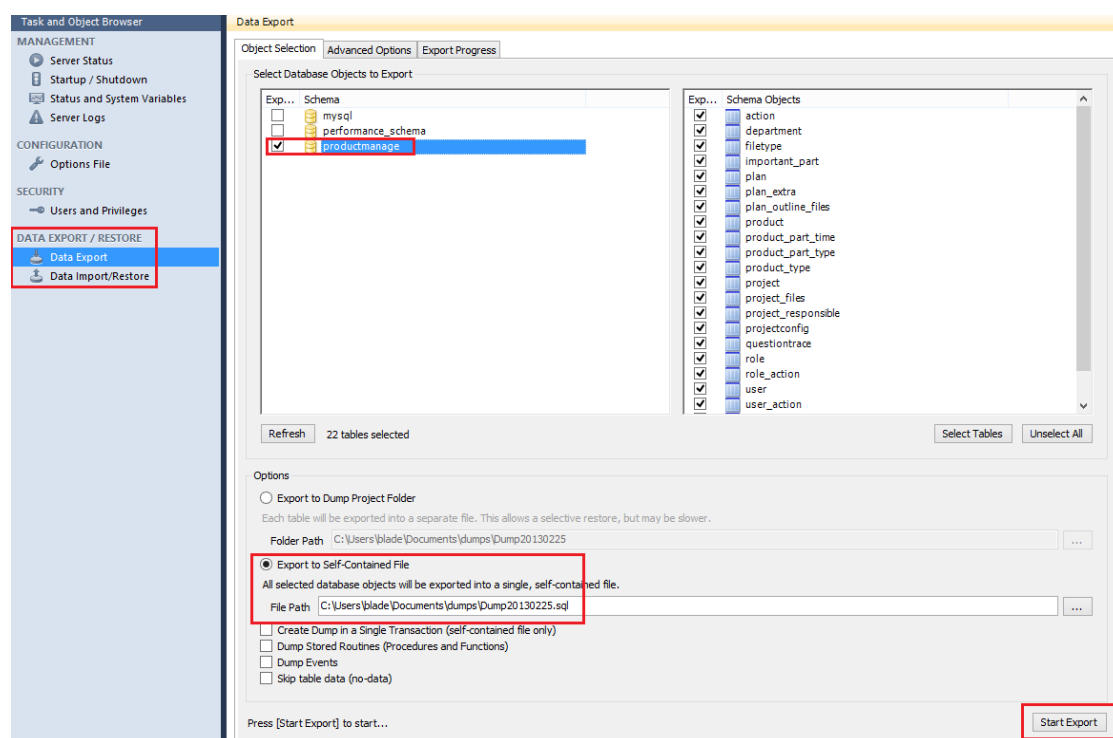 Task and Object Browser
MANAGEMENT
Server Status
Startup / Shutdown
Status and System Variables
Server Logs
CONFIGURATION
Options File
SECURITY
Users and Privileges
DATA EXPORT / RESTORE
Data Export
Data Import/Restore
Data Export
Object Selection Advanced Options Export Progress
Select Database Objects to Export
Exp... Schema
mysql
performance_schema
productmanage
Exp... Schema Objects
action
department
filetype
important_part
plan
plan_extra
plan_outline_files
product
product_part_time
product_part_type
product_type
project
project_files
project_responsible
projectconfig
questiontrace
role
role_action
user
user_action
Refresh 22 tables selected
Select Tables Unselect All
Options
Export to Dump Project Folder
Each table will be exported into a separate file. This allows a selective restore, but may be slower.
Folder Path C:\Users\blade\Documents\dumps\Dump20130225 ...
Export to Self-Contained File
All selected database objects will be exported into a single, self-contained file.
File Path C:\Users\blade\Documents\dumps\Dump20130225.sql ...
Create Dump in a Single Transaction (self-contained file only)
Dump Stored Routines (Procedures and Functions)
Dump Events
Skip table data (no-data)
Press [Start Export] to start...
Start Export